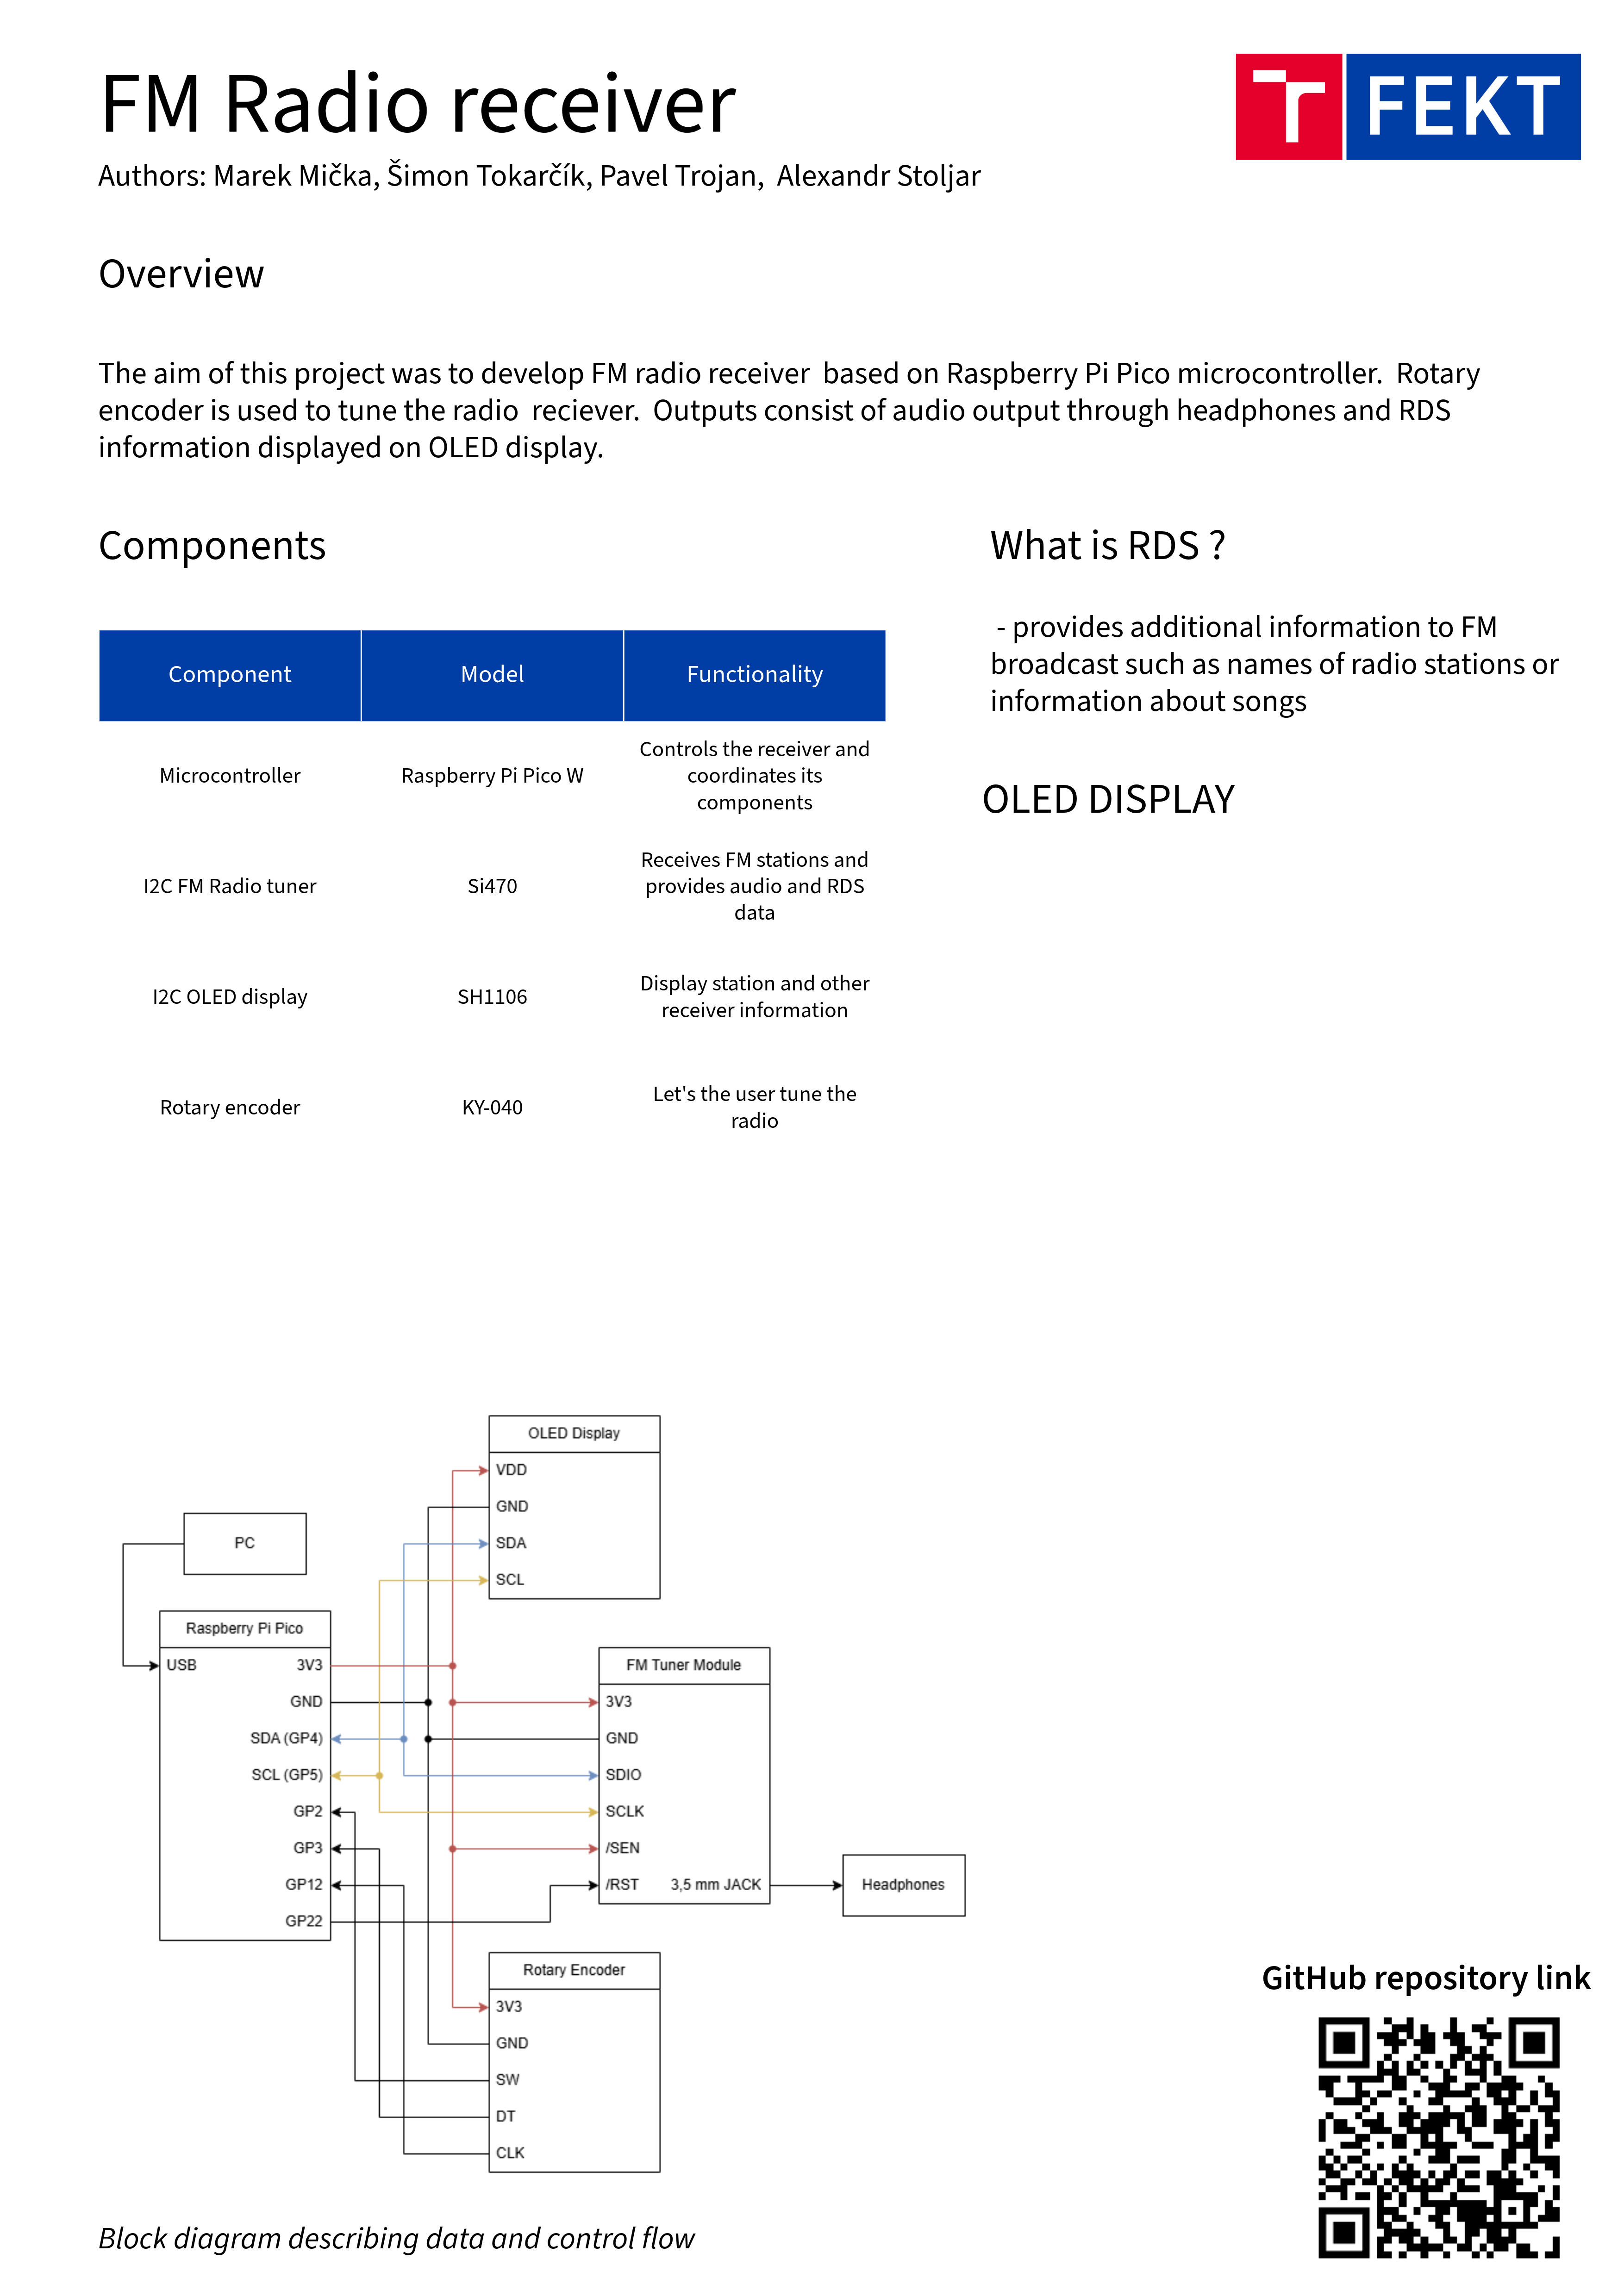 FM Radio receiver
FEKT
Authors: Marek Mička, Šimon Tokarčík, Pavel Trojan,  Alexandr Stoljar
Overview
The aim of this project was to develop FM radio receiver  based on Raspberry Pi Pico microcontroller.  Rotary
encoder is used to tune the radio  reciever.  Outputs consist of audio output through headphones and RDS
information displayed on OLED display.
Components
Component Model Functionality
Microcontroller Raspberry Pi Pico W Controls the receiver and
coordinates its
components
I2C FM Radio tuner Si470 Receives FM stations and
provides audio and RDS
data
I2C OLED display SH1106 Display station and other
receiver information
Rotary encoder KY-040 Let's the user tune the
radio
What is RDS ?
- provides additional information to FM
broadcast such as names of radio stations or
information about songs
OLED DISPLAY
OLED Display
VDD
GND
SDA
SCL
PC
Raspberry Pi Pico
USB 3V3
GND
SDA (GP4)
SCL (GP5)
GP2
GP3
GP12
GP22
FM Tuner Module
3V3
GND
SDIO
SCLK
/SEN
/RST 3,5 mm JACK
Headphones
Rotary Encoder
3V3
GND
SW
DT
CLK
Block diagram describing data and control flow
GitHub repository link